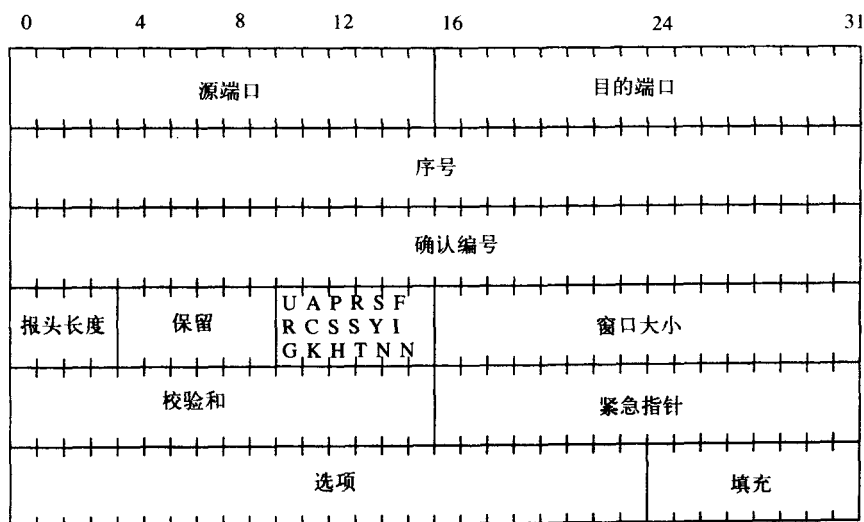 0 4 8 12 16 24 31
源端口 目的端口
序号
确认编号
报头长度 保留 U A P R S F 窗口大小
R C S S Y I
G K H T N N
校验和 紧急指针
选项 填充